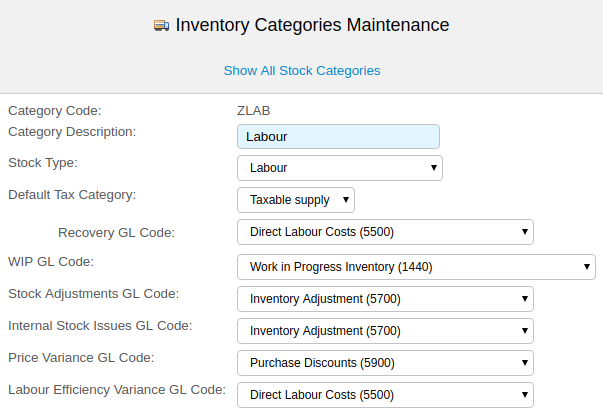 Inventory Categories Maintenance
Show All Stock Categories
Category Code: ZLAB
Category Description: Labour
Stock Type: Labour
Default Tax Category: Taxable supply
Recovery GL Code: Direct Labour Costs (5500)
WIP GL Code: Work in Progress Inventory (1440)
Stock Adjustments GL Code: Inventory Adjustment (5700)
Internal Stock Issues GL Code: Inventory Adjustment (5700)
Price Variance GL Code: Purchase Discounts (5900)
Labour Efficiency Variance GL Code: Direct Labour Costs (5500)